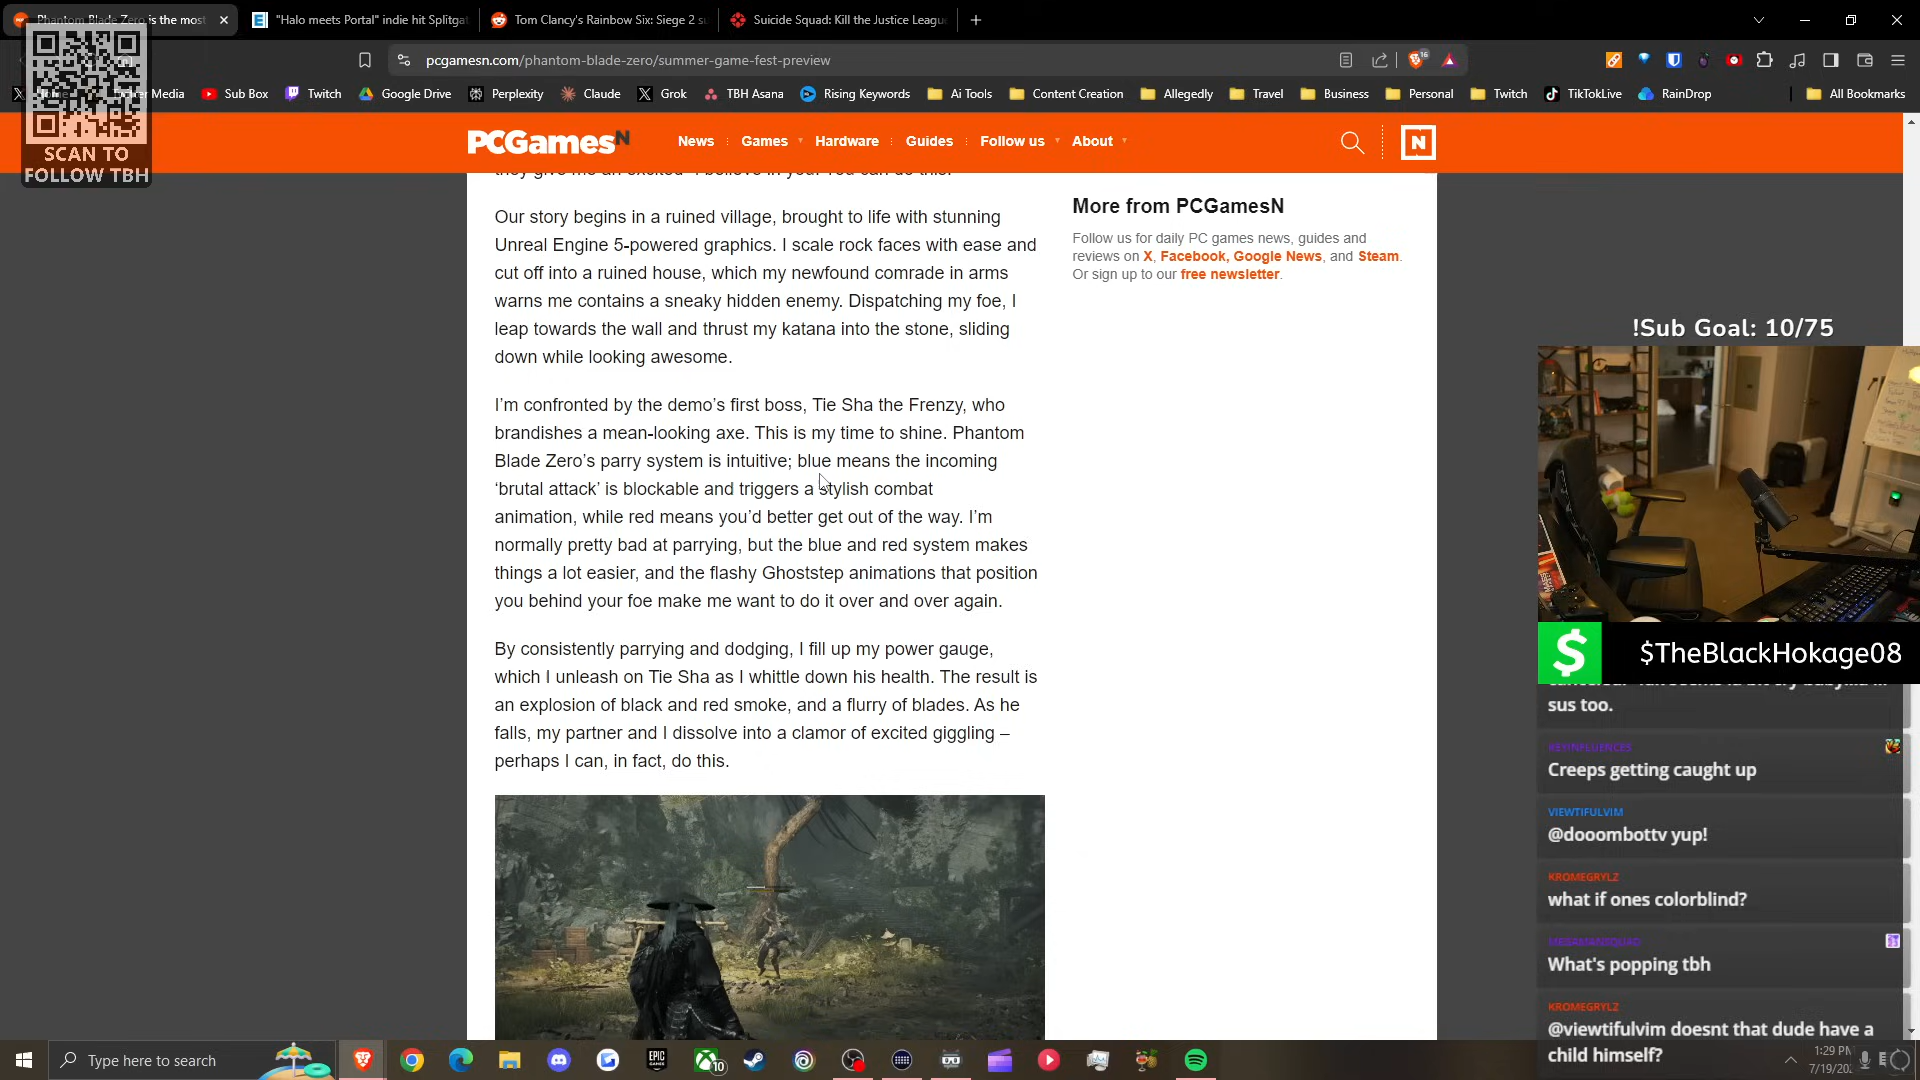 Phantom Blade Zero is the most
"Halo meets Portal" indie hit Splitgat
Tom Clancy's Rainbow Six: Siege 2 su
Suicide Squad: Kill the Justice Leagu
pcgamesn.com/phantom-blade-zero/summer-game-fest-preview
16
Media
Sub Box
Twitch
Google Drive
Perplexity
Claude
Grok
TBH Asana
Rising Keywords
Ai Tools
Content Creation
Allegedly
Travel
Business
Personal
Twitch
TikTokLive
RainDrop
All Bookmarks
SCAN TO
FOLLOW TBH
PCGamesN
News
Games
Hardware
Guides
Follow us
About
N
Our story begins in a ruined village, brought to life with stunning
Unreal Engine 5-powered graphics. I scale rock faces with ease and
cut off into a ruined house, which my newfound comrade in arms
warns me contains a sneaky hidden enemy. Dispatching my foe, I
leap towards the wall and thrust my katana into the stone, sliding
down while looking awesome.
I'm confronted by the demo's first boss, Tie Sha the Frenzy, who
brandishes a mean-looking axe. This is my time to shine. Phantom
Blade Zero's parry system is intuitive; blue means the incoming
‘brutal attack’ is blockable and triggers a stylish combat
animation, while red means you'd better get out of the way. I'm
normally pretty bad at parrying, but the blue and red system makes
things a lot easier, and the flashy Ghoststep animations that position
you behind your foe make me want to do it over and over again.
By consistently parrying and dodging, I fill up my power gauge,
which I unleash on Tie Sha as I whittle down his health. The result is
an explosion of black and red smoke, and a flurry of blades. As he
falls, my partner and I dissolve into a clamor of excited giggling –
perhaps I can, in fact, do this.
More from PCGamesN
Follow us for daily PC games news, guides and
reviews on X, Facebook, Google News, and Steam.
Or sign up to our free newsletter.
!Sub Goal: 10/75
$ $TheBlackHokage08
sus too.
Creeps getting caught up
VIEWTIFULVIM
@dooombottv yup!
KROMEGRYLZ
what if ones colorblind?
What's popping tbh
KROMEGRYLZ
@viewtifulvim doesnt that dude have a
child himself?
Type here to search
EPIC
GAMES
10
1:29 PM